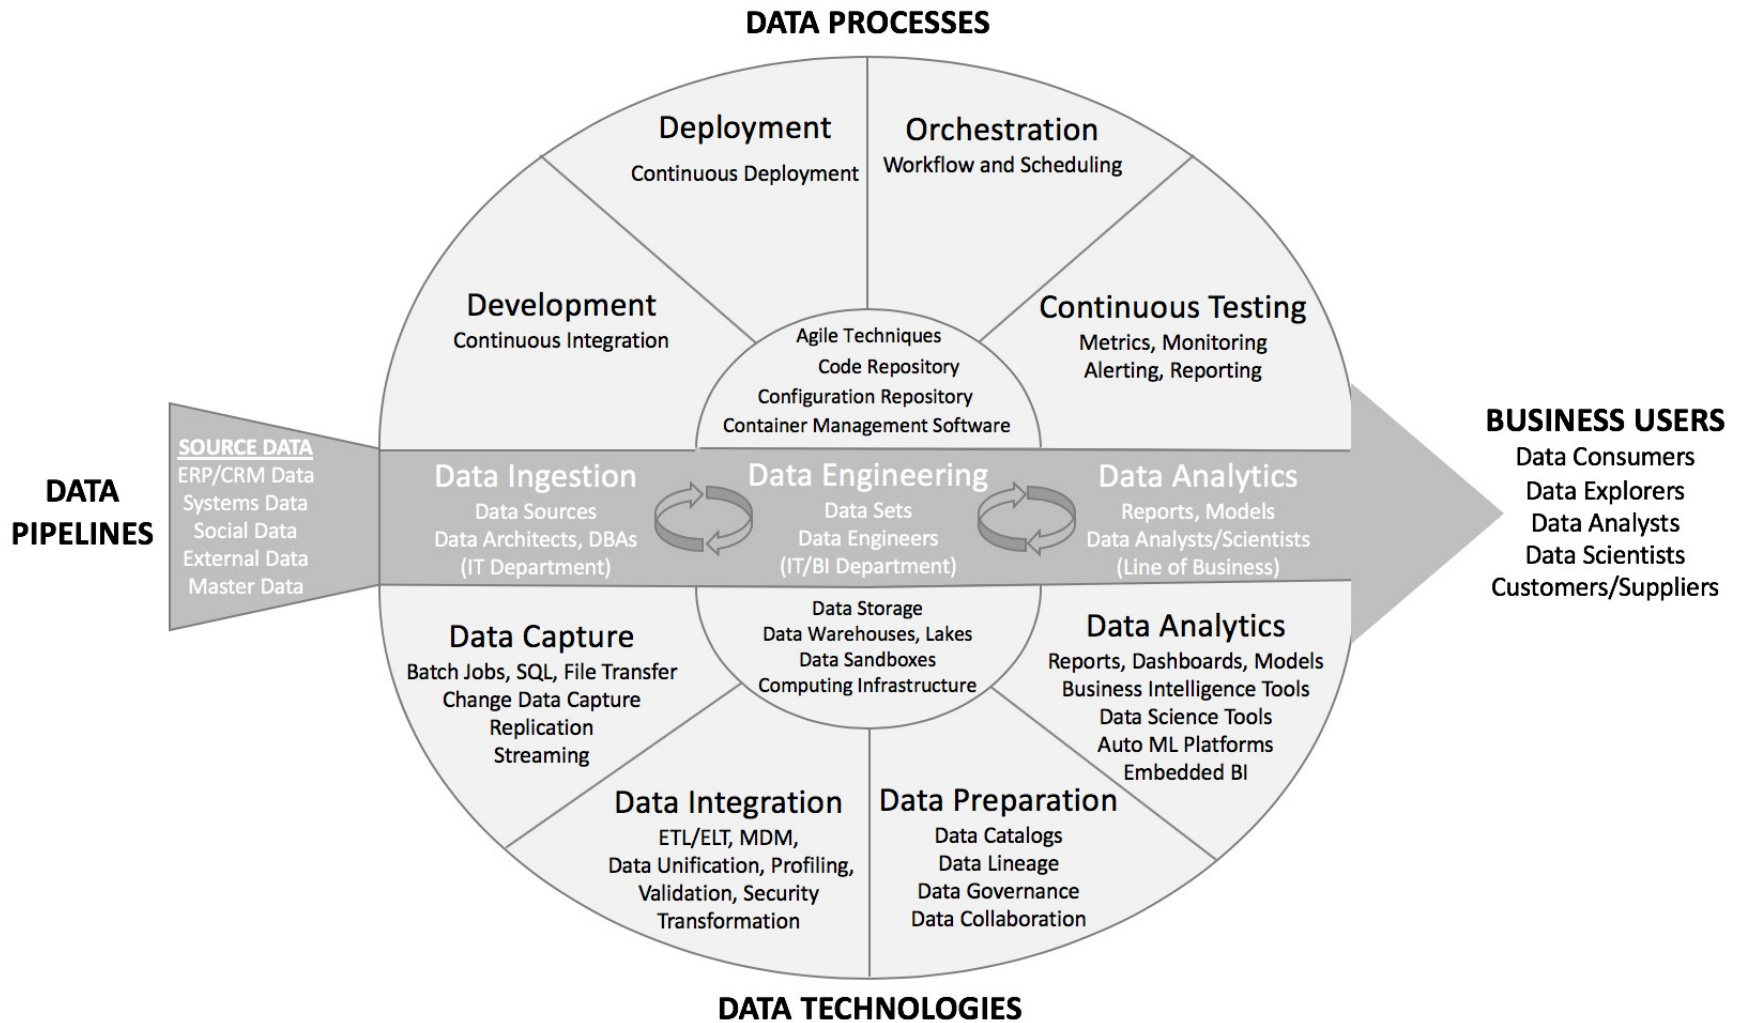 DATA PROCESSES
Deployment
Continuous Deployment
Orchestration
Workflow and Scheduling
Development
Continuous Integration
Continuous Testing
Metrics, Monitoring
Alerting, Reporting
Agile Techniques
Code Repository
Configuration Repository
Container Management Software
DATA
PIPELINES
SOURCE DATA
ERP/CRM Data
Systems Data
Social Data
External Data
Master Data
Data Ingestion
Data Sources
Data Architects, DBAs
(IT Department)
Data Engineering
Data Sets
Data Engineers
(IT/BI Department)
Data Analytics
Reports, Models
Data Analysts/Scientists
(Line of Business)
BUSINESS USERS
Data Consumers
Data Explorers
Data Analysts
Data Scientists
Customers/Suppliers
Data Storage
Data Warehouses, Lakes
Data Sandboxes
Computing Infrastructure
Data Capture
Batch Jobs, SQL, File Transfer
Change Data Capture
Replication
Streaming
Data Integration
ETL/ELT, MDM,
Data Unification, Profiling,
Validation, Security
Transformation
Data Preparation
Data Catalogs
Data Lineage
Data Governance
Data Collaboration
Data Analytics
Reports, Dashboards, Models
Business Intelligence Tools
Data Science Tools
Auto ML Platforms
Embedded BI
DATA TECHNOLOGIES